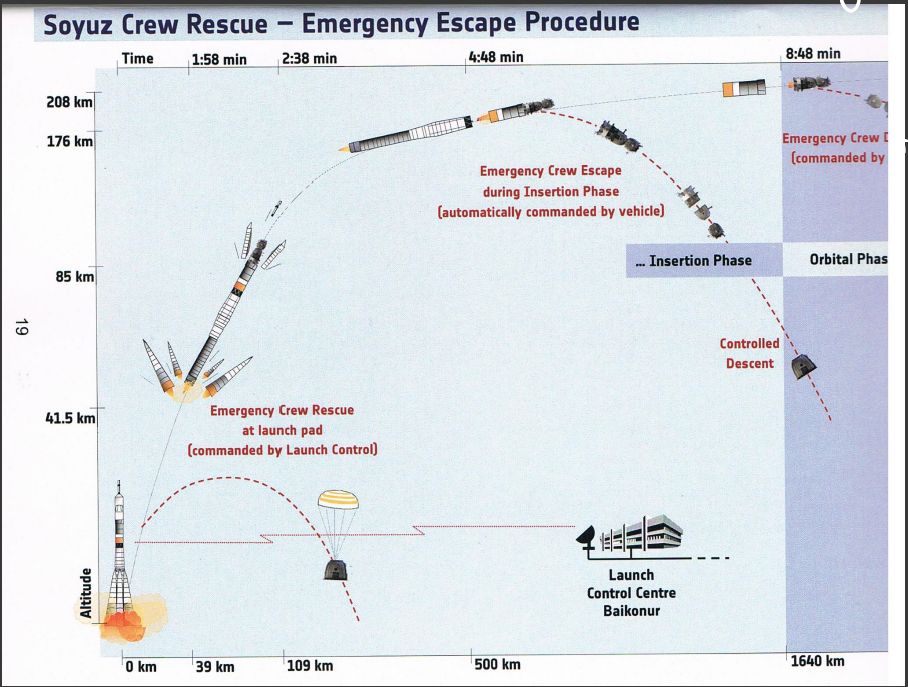 Soyuz Crew Rescue – Emergency Escape Procedure
Time
1:58 min
2:38 min
4:48 min
8:48 min
208 km
176 km
Emergency Crew
(commanded by
Emergency Crew Escape
during Insertion Phase
(automatically commanded by vehicle)
... Insertion Phase
Orbital Phas
85 km
19
Controlled
Descent
41.5 km
Emergency Crew Rescue
at launch pad
(commanded by Launch Control)
Altitude
Launch
Control Centre
Baikonur
0 km
39 km
109 km
500 km
1640 km